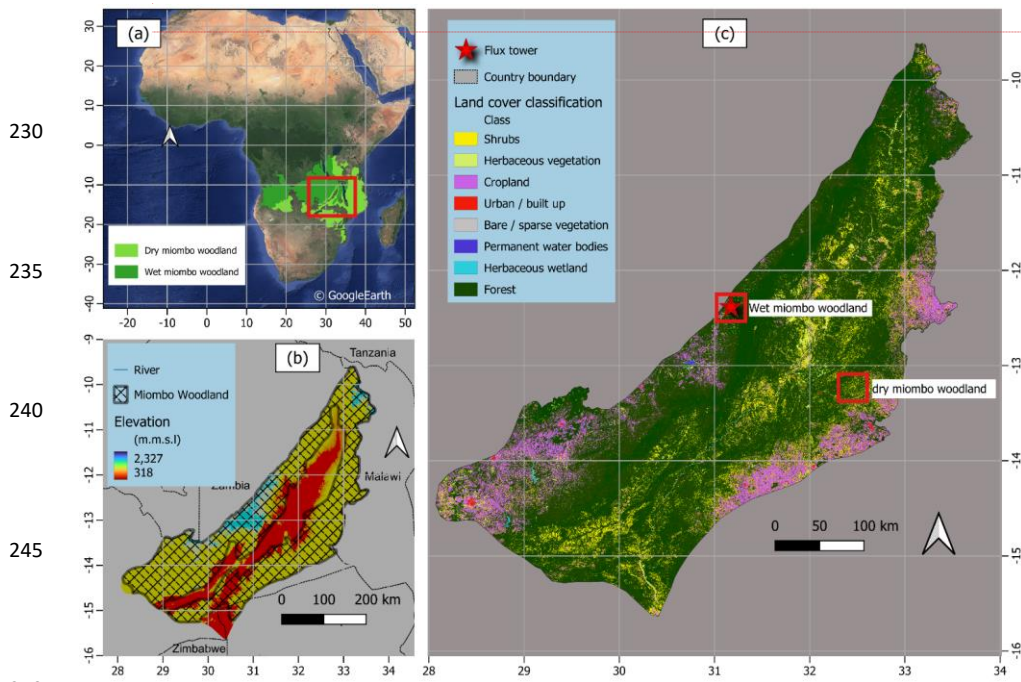 230
235
240
245
(a)
40
30
20
10
0
-10
-20
-30
-40
Dry miombo woodland
Wet miombo woodland
© GoogleEarth
-20 -10 0 10 20 30 40 50
(b)
-9
-10
-11
-12
-13
-14
-15
-16
River
Miombo Woodland
Elevation
(m.m.s.l)
2,327
318
Tanzania
Zambia
Malawi
Zimbabwe
0 100 200 km
28 29 30 31 32 33 34
(c)
Flux tower
Country boundary
Land cover classification
Class
Shrubs
Herbaceous vegetation
Cropland
Urban / built up
Bare / sparse vegetation
Permanent water bodies
Herbaceous wetland
Forest
Wet miombo woodland
dry miombo woodland
0 50 100 km
-10
-11
-12
-13
-14
-15
-16
28 29 30 31 32 33 34